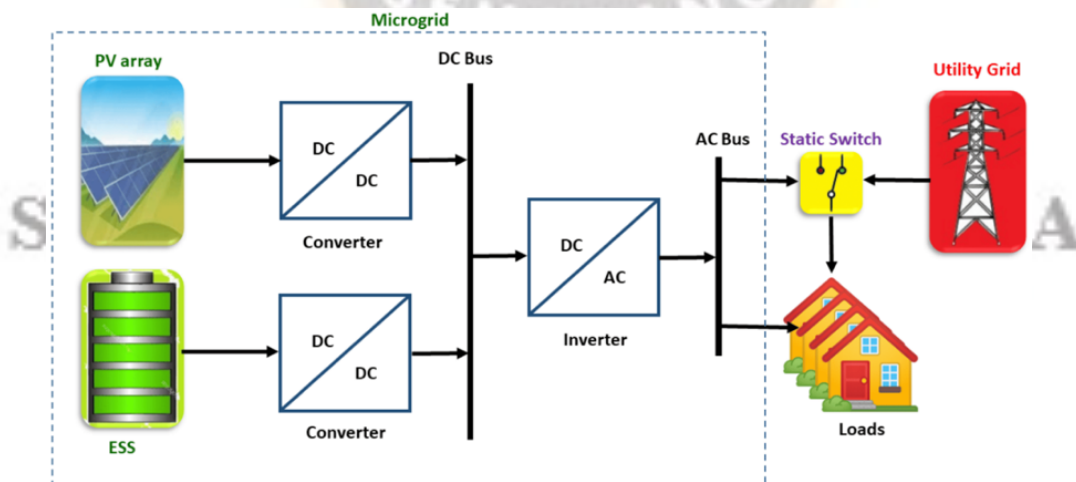 Microgrid
PV array
DC Bus
Utility Grid
DC
DC
Converter
AC Bus
Static Switch
DC
AC
Inverter
DC
DC
Converter
ESS
Loads